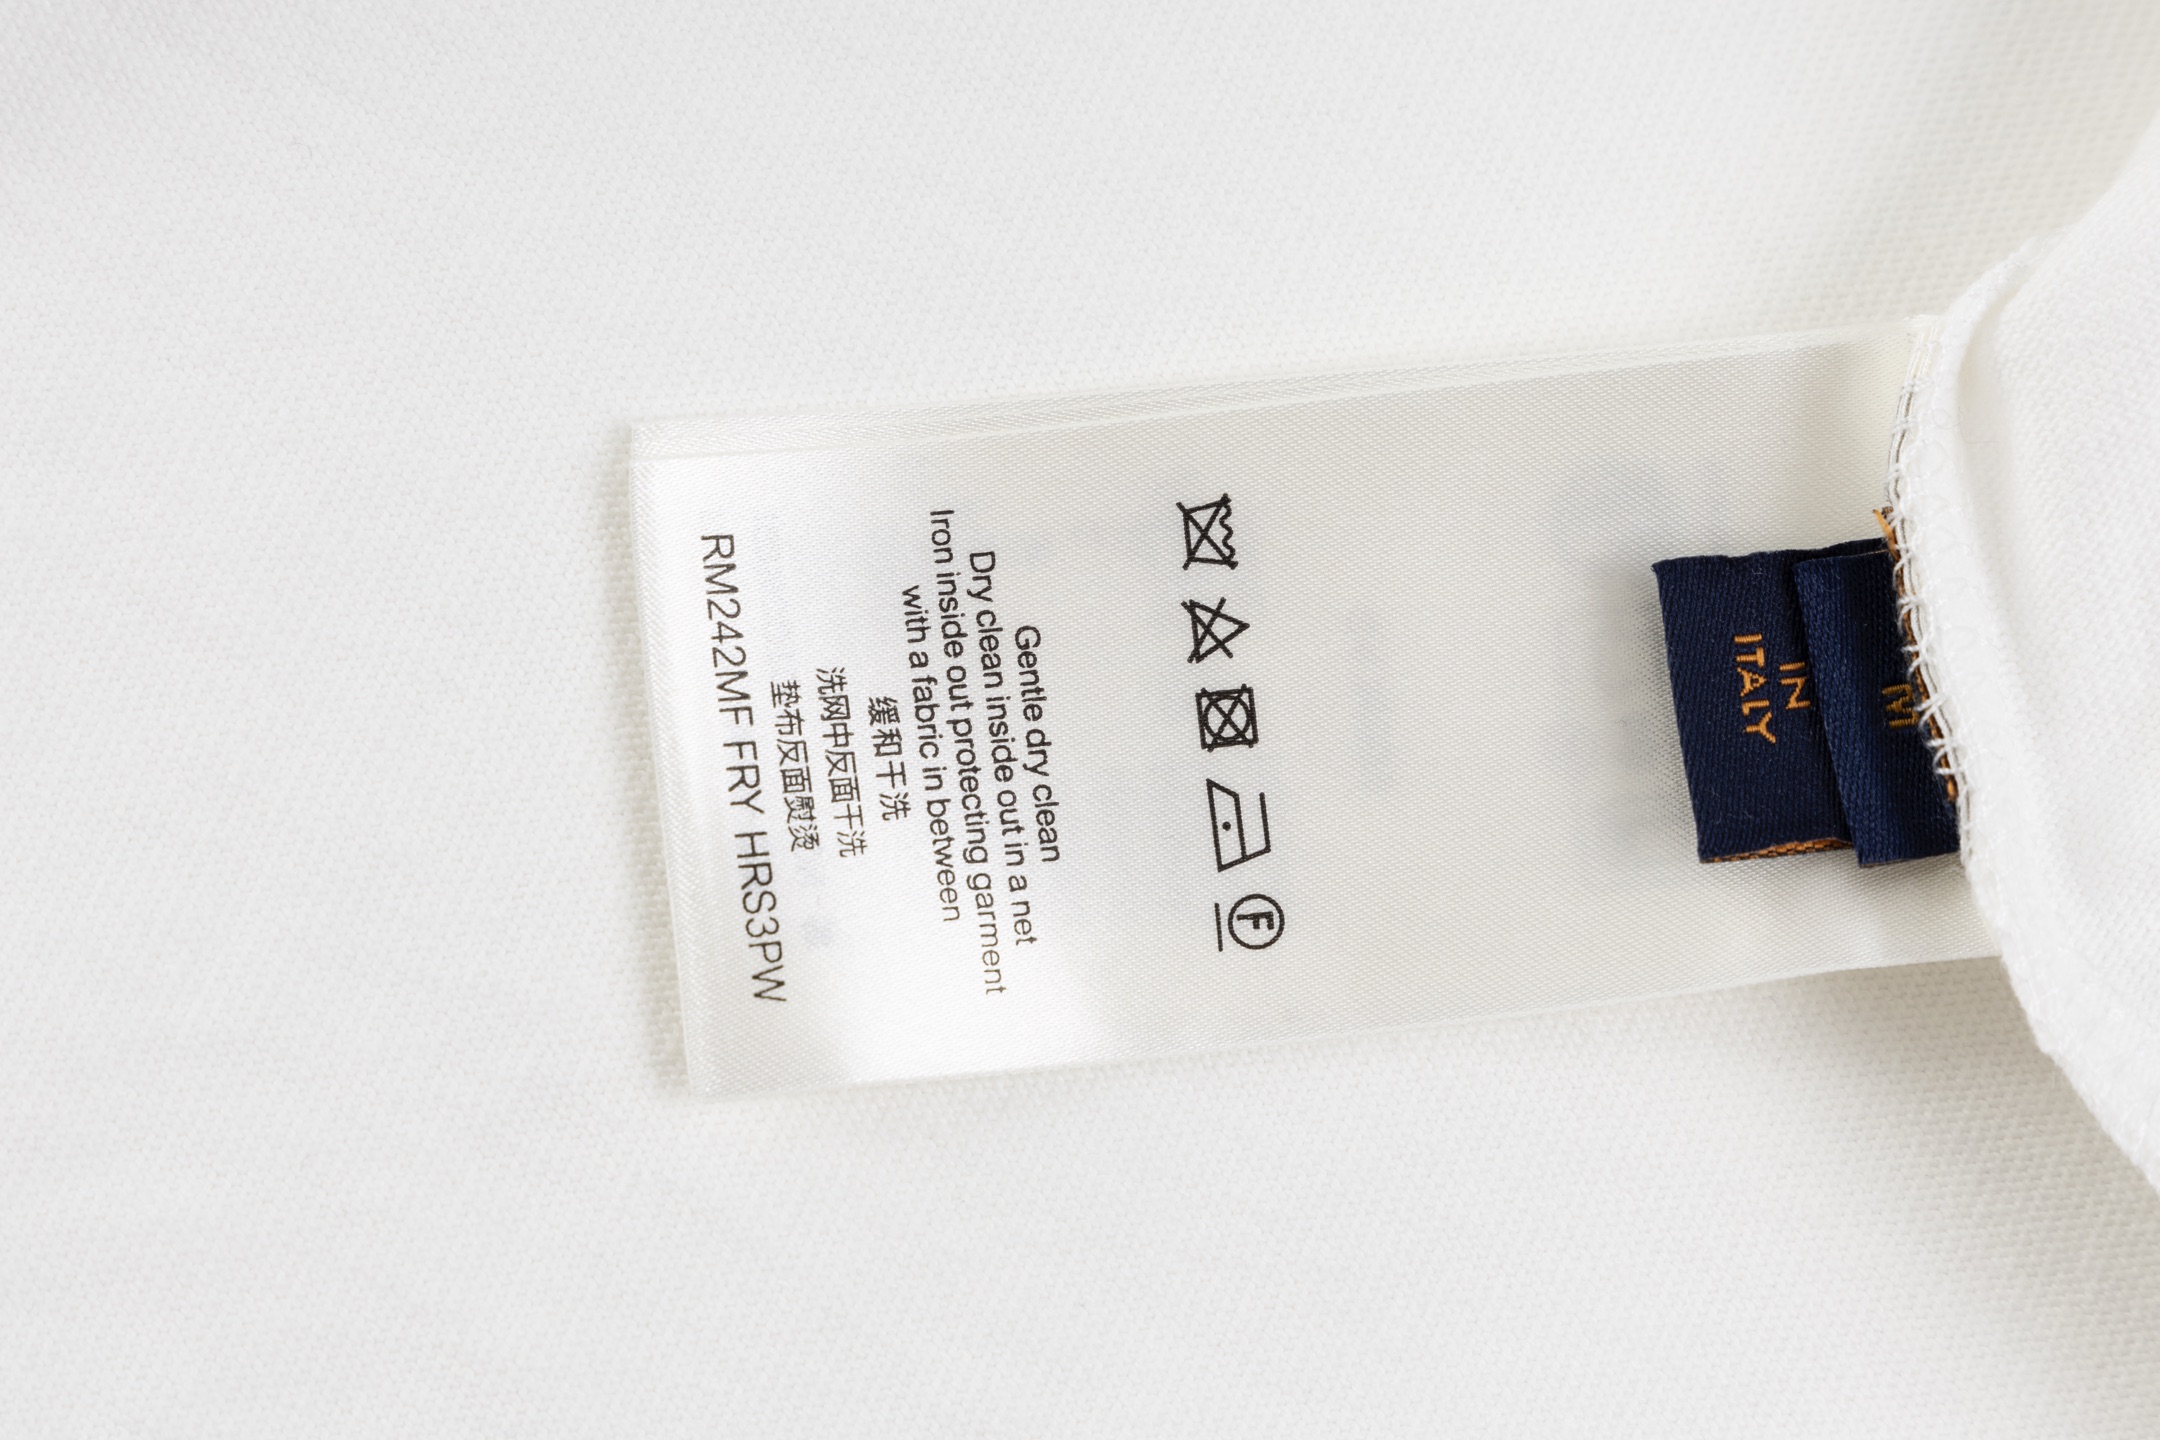 M
IN
ITALY
F
Gentle dry clean
Dry clean inside out in a net
Iron inside out protecting garment
with a fabric in between
缓和干洗
洗网中反面干洗
垫布反面熨烫
RM242MF FRY HRS3PW